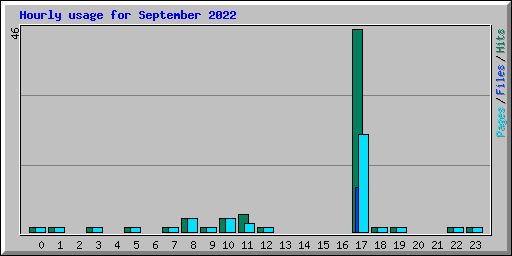 Hourly usage for September 2022
46
Pages/Files/Hits
0 1 2 3 4 5 6 7 8 9 10 11 12 13 14 15 16 17 18 19 20 21 22 23